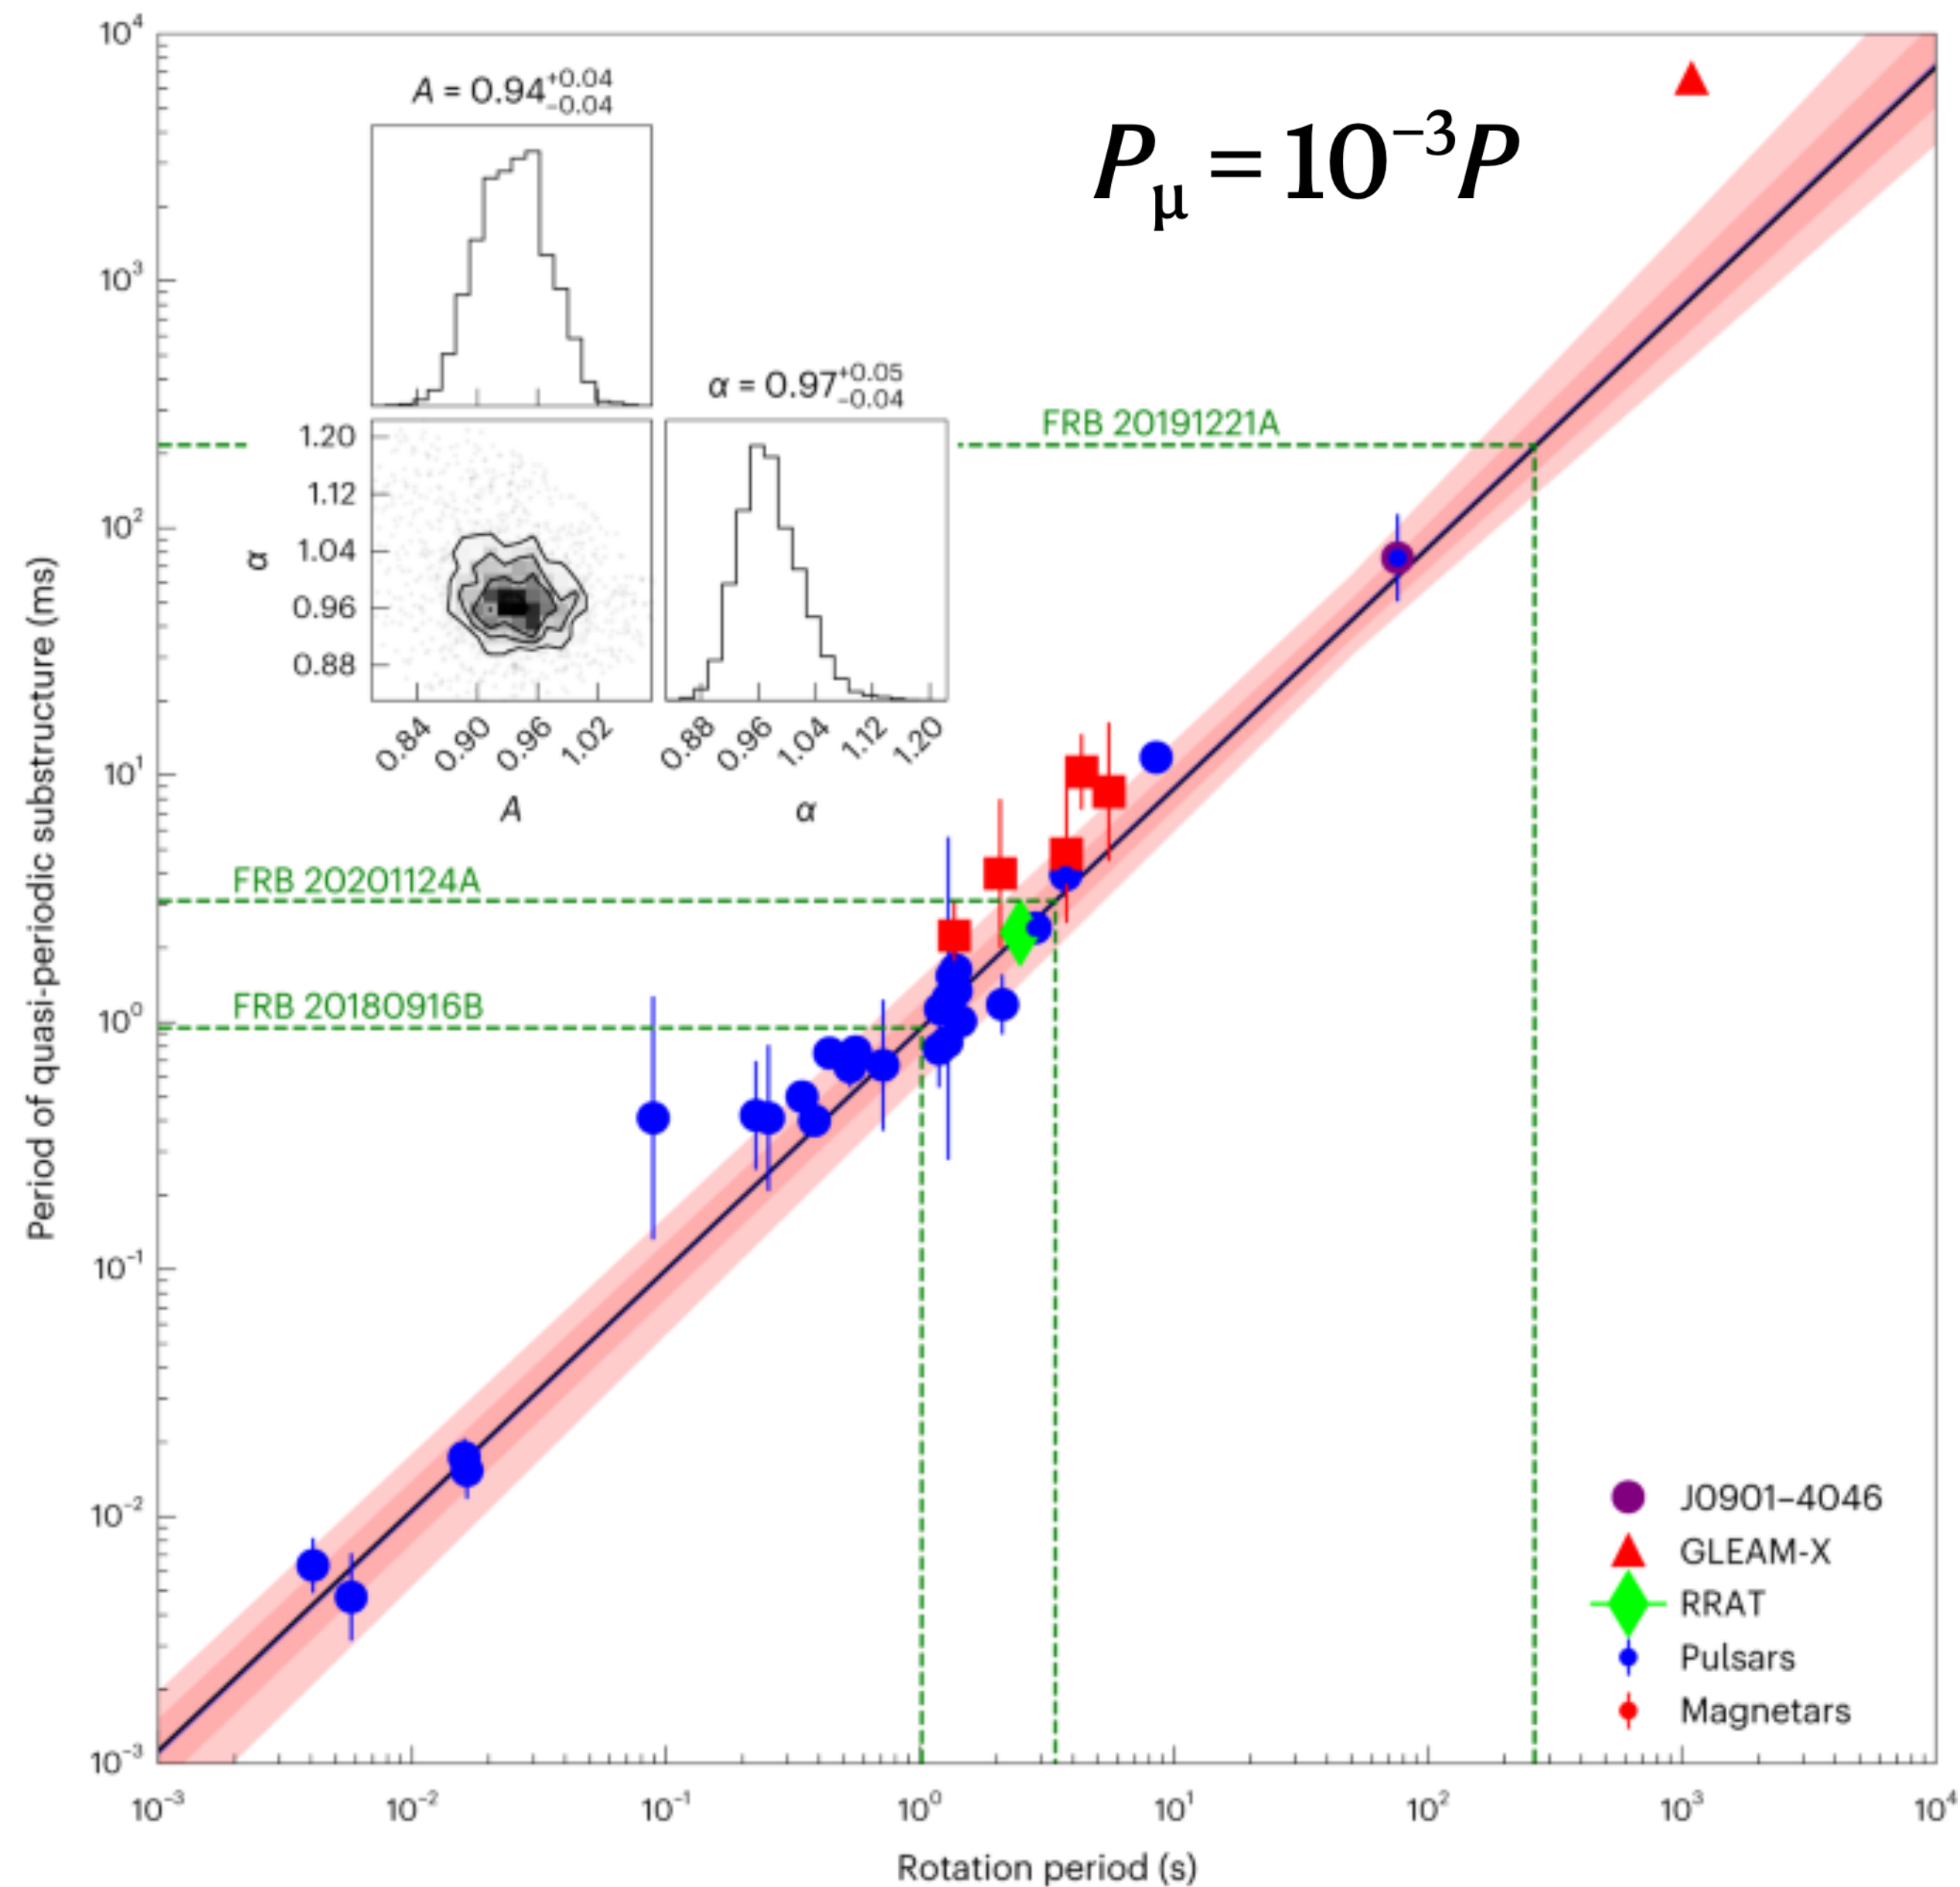 10⁴
10³
10²
10¹
10⁰
10⁻¹
10⁻²
10⁻³
Period of quasi-periodic substructure (ms)
A = 0.94+0.04−0.04
Pμ = 10⁻³P
α = 0.97+0.05−0.04
FRB 20191221A
1.20
1.12
1.04
0.96
0.88
α
0.84 0.90 0.96 1.02
A
0.88 0.96 1.04 1.12 1.20
α
FRB 20201124A
FRB 20180916B
J0901–4046
GLEAM-X
RRAT
Pulsars
Magnetars
10⁻³ 10⁻² 10⁻¹ 10⁰ 10¹ 10² 10³ 10⁴
Rotation period (s)